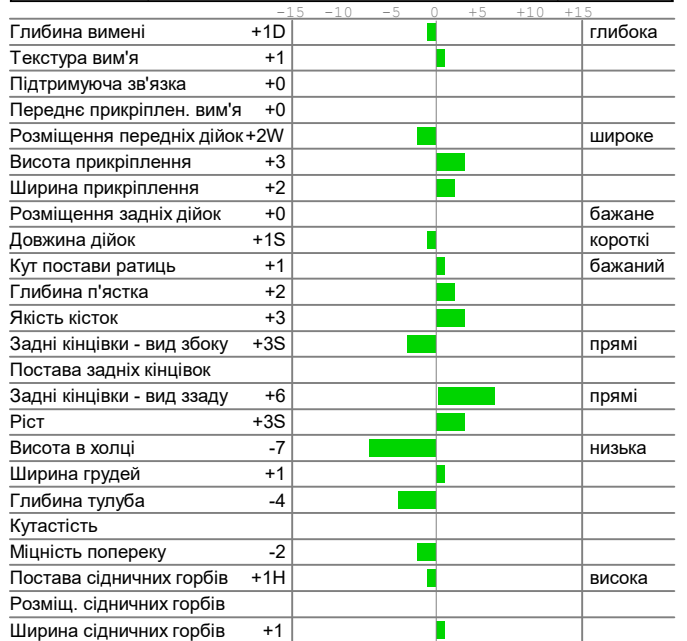 -15 -10 -5 0 +5 +10 +15
Глибина вимені +1D глибока
Текстура вим'я +1
Підтримуюча зв'язка +0
Переднє прикріплен. вим'я +0
Розміщення передніх дійок +2W широке
Висота прикріплення +3
Ширина прикріплення +2
Розміщення задніх дійок +0 бажане
Довжина дійок +1S короткі
Кут постави ратиць +1 бажаний
Глибина п'ястка +2
Якість кісток +3
Задні кінцівки - вид збоку +3S прямі
Постава задніх кінцівок
Задні кінцівки - вид ззаду +6 прямі
Ріст +3S
Висота в холці -7 низька
Ширина грудей +1
Глибина тулуба -4
Кутастість
Міцність попереку -2
Постава сідничних горбів +1H висока
Розміщ. сідничних горбів
Ширина сідничних горбів +1